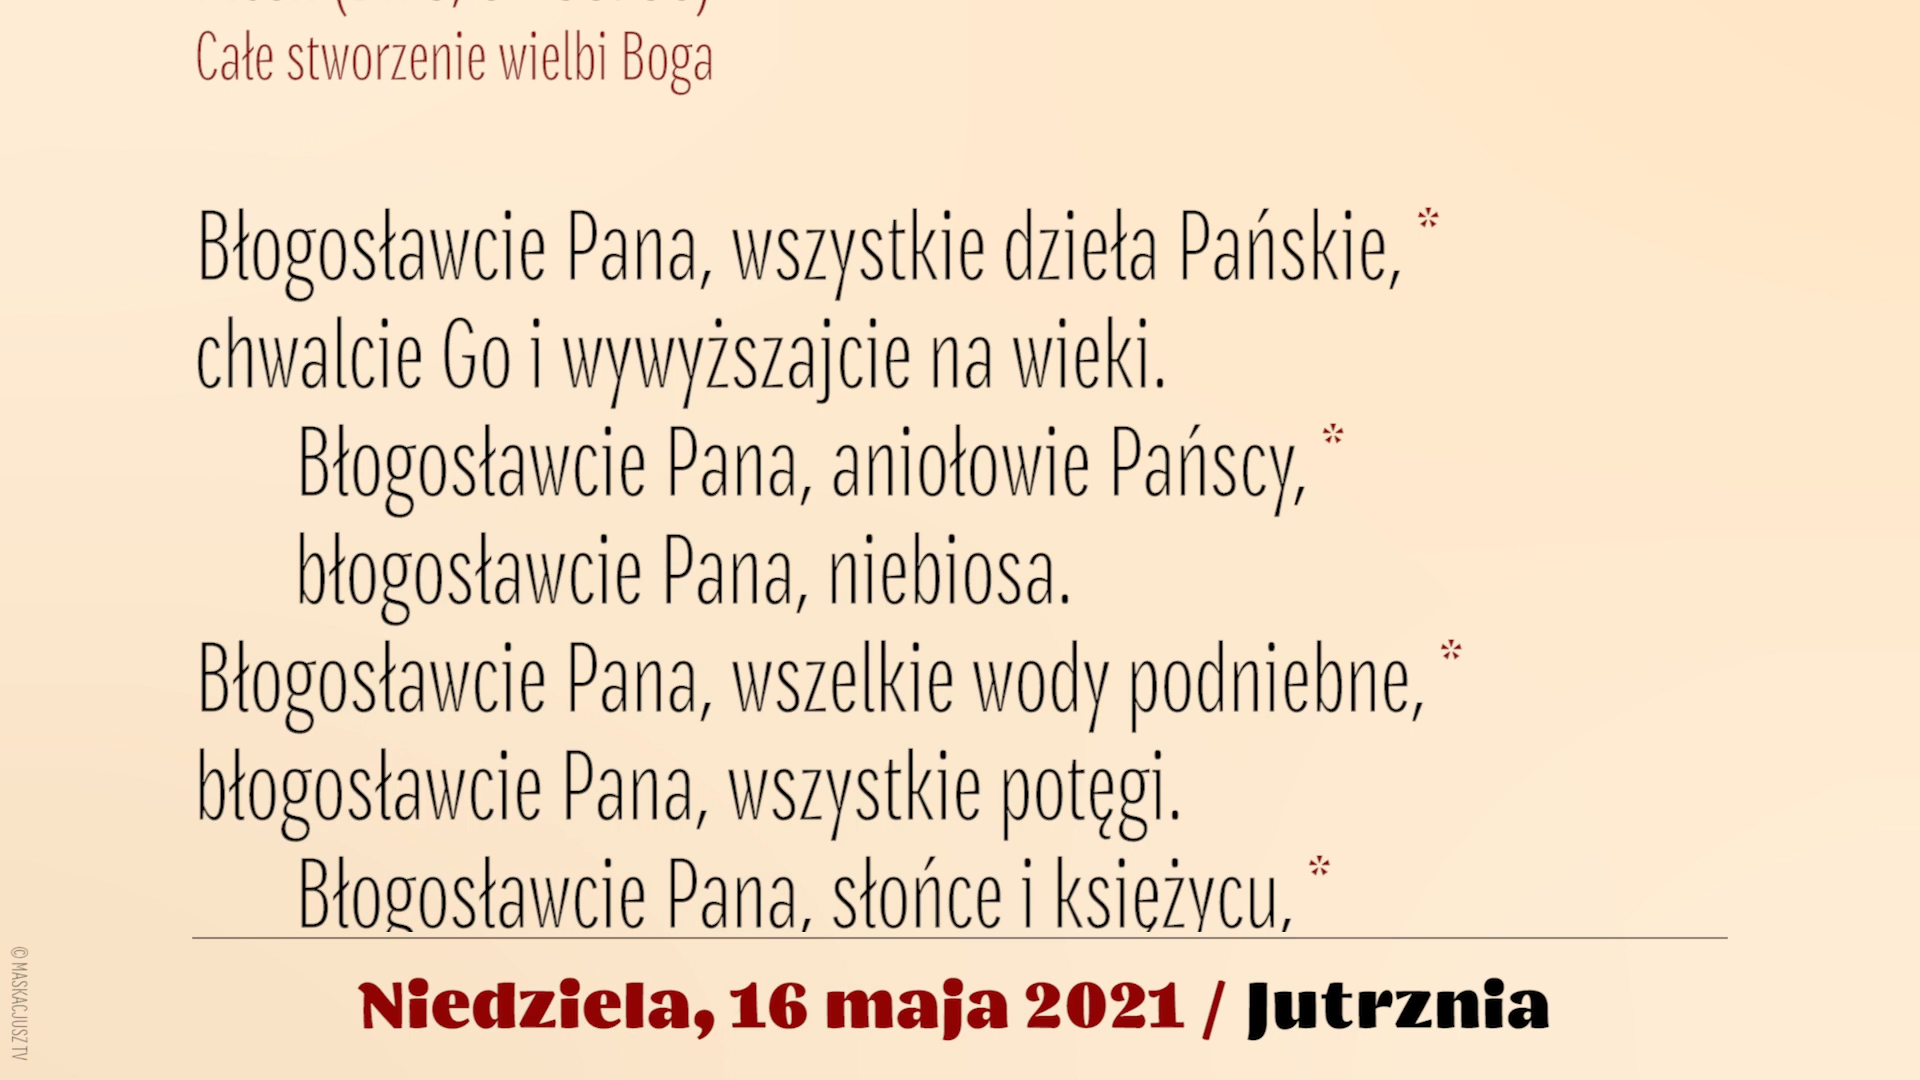 Całe stworzenie wielbi Boga
Błogosławcie Pana, wszystkie dzieła Pańskie, *
chwalcie Go i wywyższajcie na wieki.
Błogosławcie Pana, aniołowie Pańscy, *
błogosławcie Pana, niebiosa.
Błogosławcie Pana, wszelkie wody podniebne, *
błogosławcie Pana, wszystkie potęgi.
Błogosławcie Pana, słońce i księżycu, *
Niedziela, 16 maja 2021 / Jutrznia
© MASKACJUSZ TV